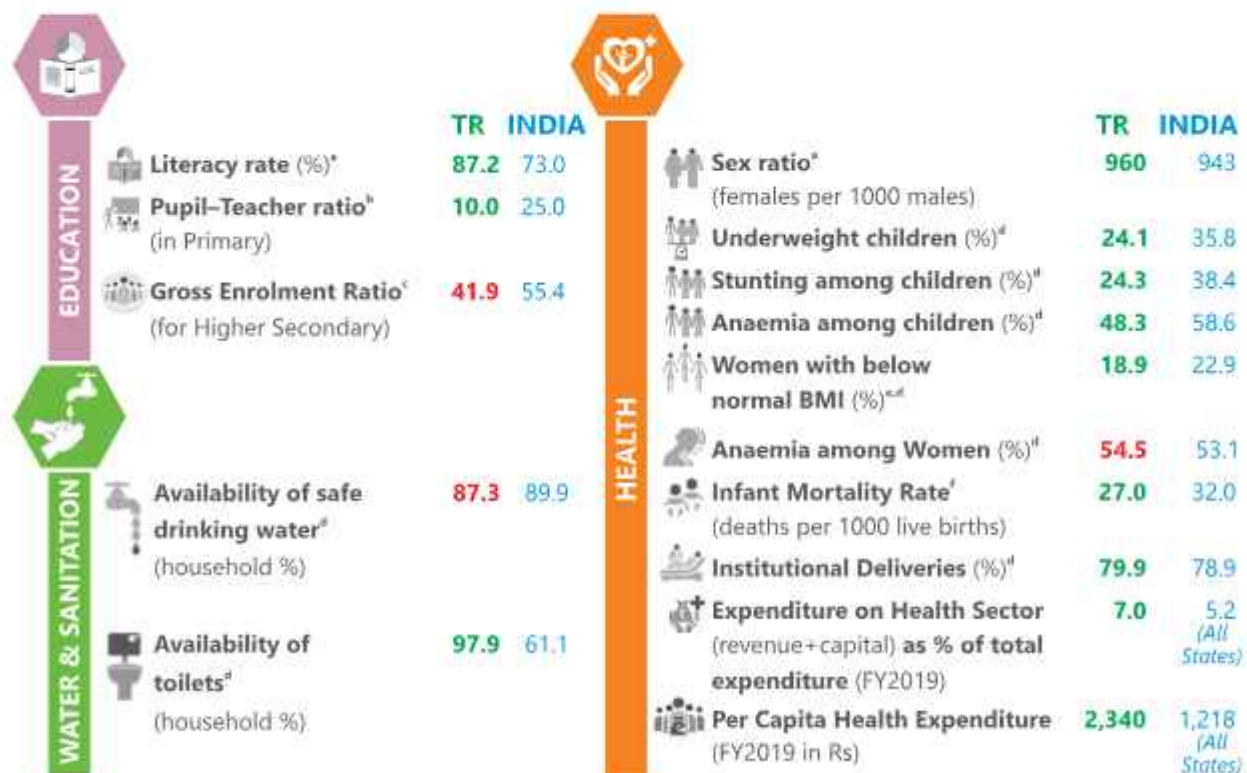 EDUCATION
TR INDIA
Literacy rate (%)ᵃ 87.2 73.0
Pupil–Teacher ratioᵇ 10.0 25.0
(in Primary)
Gross Enrolment Ratioᶜ 41.9 55.4
(for Higher Secondary)
WATER & SANITATION
Availability of safe 87.3 89.9
drinking waterᵈ
(household %)
Availability of 97.9 61.1
toiletsᵈ
(household %)
HEALTH
TR INDIA
Sex ratioᵃ 960 943
(females per 1000 males)
Underweight children (%)ᵈ 24.1 35.8
Stunting among children (%)ᵈ 24.3 38.4
Anaemia among children (%)ᵈ 48.3 58.6
Women with below 18.9 22.9
normal BMI (%)ᵉ,ᵈ
Anaemia among Women (%)ᵈ 54.5 53.1
Infant Mortality Rateᶠ 27.0 32.0
(deaths per 1000 live births)
Institutional Deliveries (%)ᵈ 79.9 78.9
Expenditure on Health Sector 7.0 5.2
(revenue+capital) as % of total (All
expenditure (FY2019) States)
Per Capita Health Expenditure 2,340 1,218
(FY2019 in Rs) (All
States)